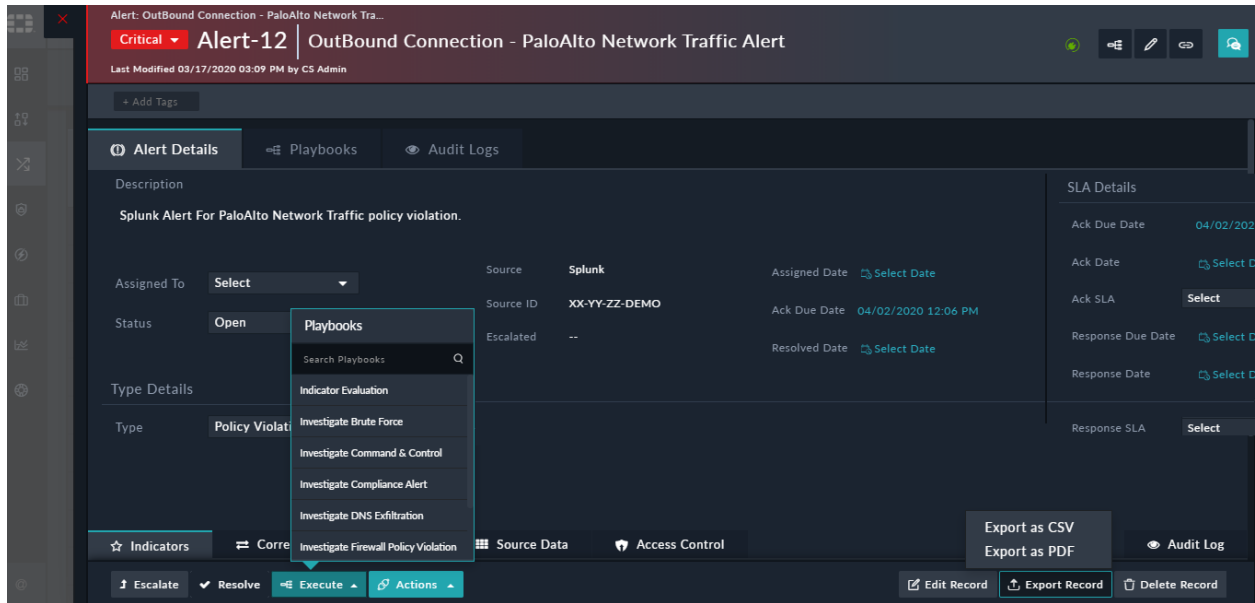 Alert: OutBound Connection - PaloAlto Network Tra...
Critical Alert-12 OutBound Connection - PaloAlto Network Traffic Alert
Last Modified 03/17/2020 03:09 PM by CS Admin
+ Add Tags
Alert Details Playbooks Audit Logs
Description
Splunk Alert For PaloAlto Network Traffic policy violation.
Assigned To Select
Status Open
Source Splunk
Source ID XX-YY-ZZ-DEMO
Escalated --
Assigned Date Select Date
Ack Due Date 04/02/2020 12:06 PM
Resolved Date Select Date
SLA Details
Ack Due Date 04/02/202
Ack Date Select D
Ack SLA Select
Response Due Date Select D
Response Date Select D
Response SLA Select
Type Details
Type Policy Violati
Playbooks
Search Playbooks
Indicator Evaluation
Investigate Brute Force
Investigate Command & Control
Investigate Compliance Alert
Investigate DNS Exfiltration
Investigate Firewall Policy Violation
Indicators Corre Source Data Access Control Audit Log
Export as CSV
Export as PDF
Escalate Resolve Execute Actions Edit Record Export Record Delete Record